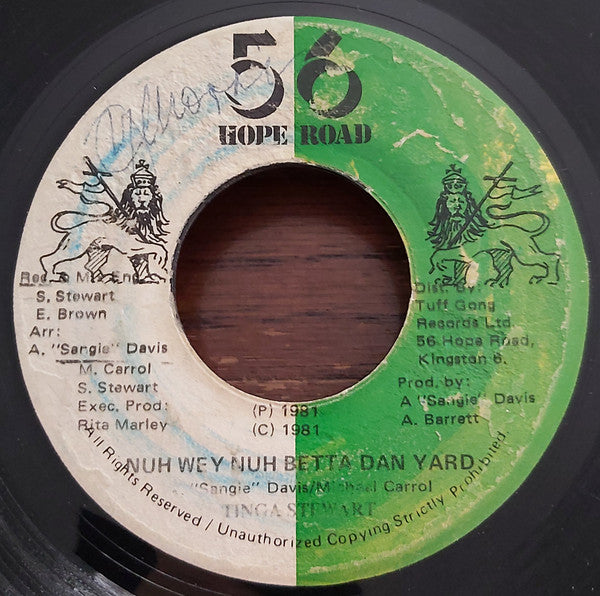 56
HOPE ROAD
Rec. & Mix Eng.
S. Stewart
E. Brown
Arr:
A. "Sangie" Davis
M. Carrol
S. Stewart
Exec. Prod:
Rita Marley
Dist. By:
Tuff Gong
Records Ltd.
56 Hope Road,
Kingston 6.
Prod. by:
A "Sangie" Davis
A. Barrett
(P) 1981
(C) 1981
NUH WEY NUH BETTA DAN YARD
"Sangie" Davis/Michael Carrol
TINGA STEWART
All Rights Reserved / Unauthorized Copying Strictly Prohibited.